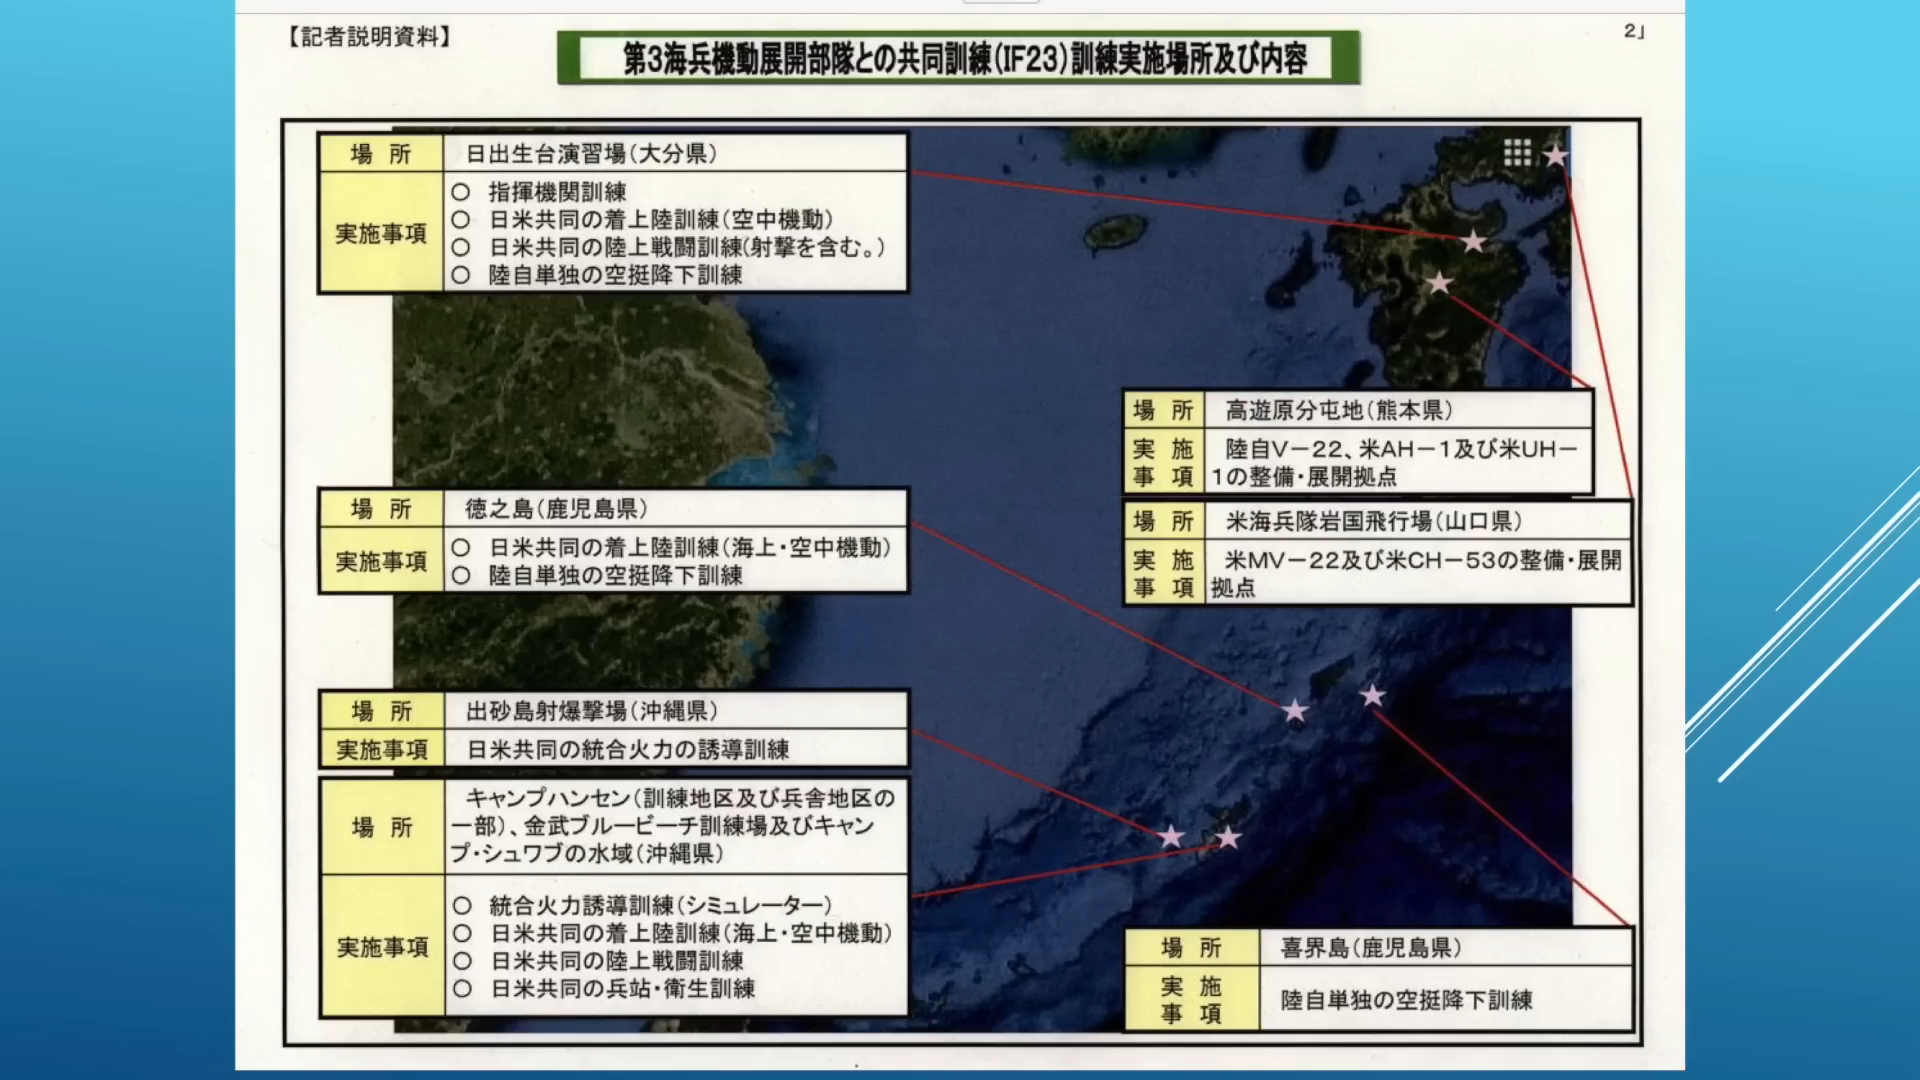 【記者説明資料】
2」
第3海兵機動展開部隊との共同訓練(IF23)訓練実施場所及び内容
場 所
日出生台演習場(大分県)
実施事項
○ 指揮機関訓練
○ 日米共同の着上陸訓練(空中機動)
○ 日米共同の陸上戦闘訓練(射撃を含む。)
○ 陸自単独の空挺降下訓練
場 所
高遊原分屯地(熊本県)
実 施
事 項
陸自V-22、米AH-1及び米UH-
1の整備・展開拠点
場 所
徳之島(鹿児島県)
実施事項
○ 日米共同の着上陸訓練(海上・空中機動)
○ 陸自単独の空挺降下訓練
場 所
米海兵隊岩国飛行場(山口県)
実 施
事 項
米MV-22及び米CH-53の整備・展開
拠点
場 所
出砂島射爆撃場(沖縄県)
実施事項
日米共同の統合火力の誘導訓練
場 所
キャンプハンセン(訓練地区及び兵舎地区の
一部)、金武ブルービーチ訓練場及びキャン
プ・シュワブの水域(沖縄県)
実施事項
○ 統合火力誘導訓練(シミュレーター)
○ 日米共同の着上陸訓練(海上・空中機動)
○ 日米共同の陸上戦闘訓練
○ 日米共同の兵站・衛生訓練
場 所
喜界島(鹿児島県)
実 施
事 項
陸自単独の空挺降下訓練